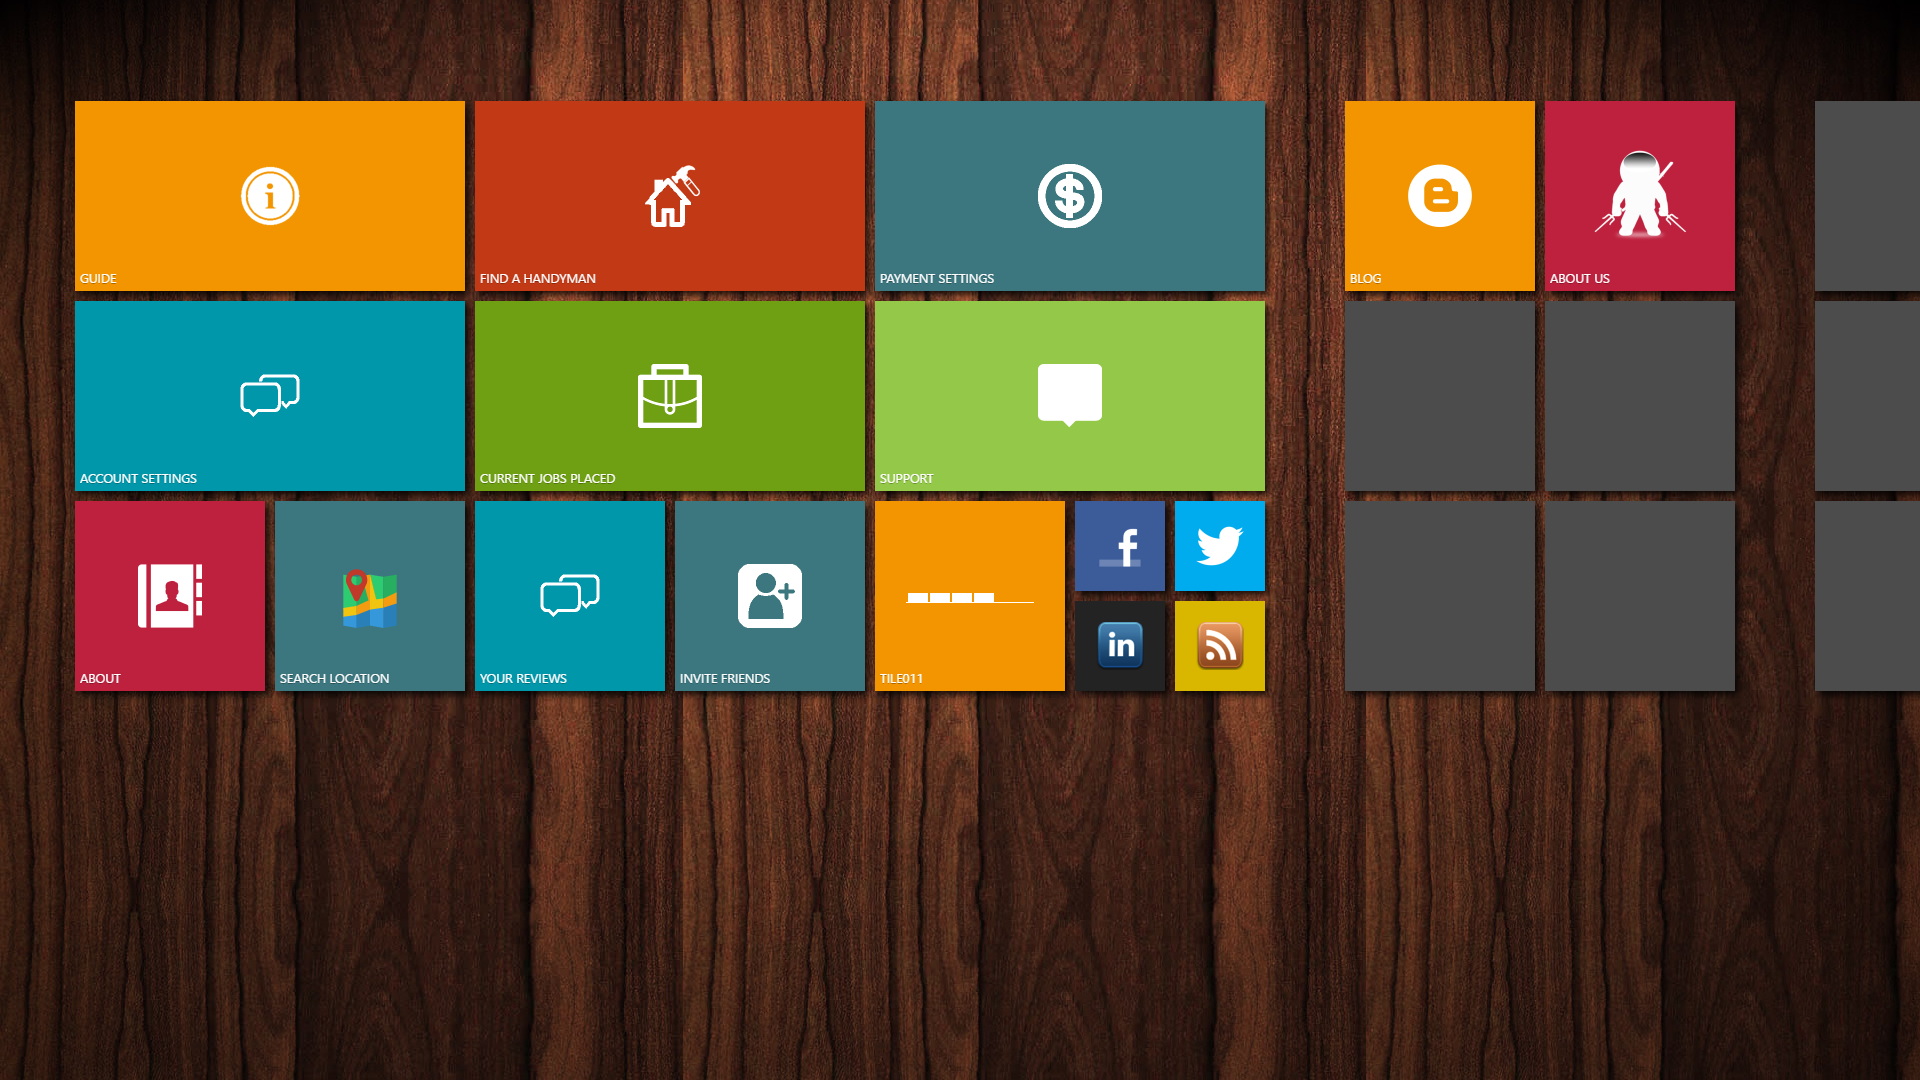 GUIDE
FIND A HANDYMAN
PAYMENT SETTINGS
BLOG
ABOUT US
ACCOUNT SETTINGS
CURRENT JOBS PLACED
SUPPORT
in
ABOUT
SEARCH LOCATION
YOUR REVIEWS
INVITE FRIENDS
TILE011